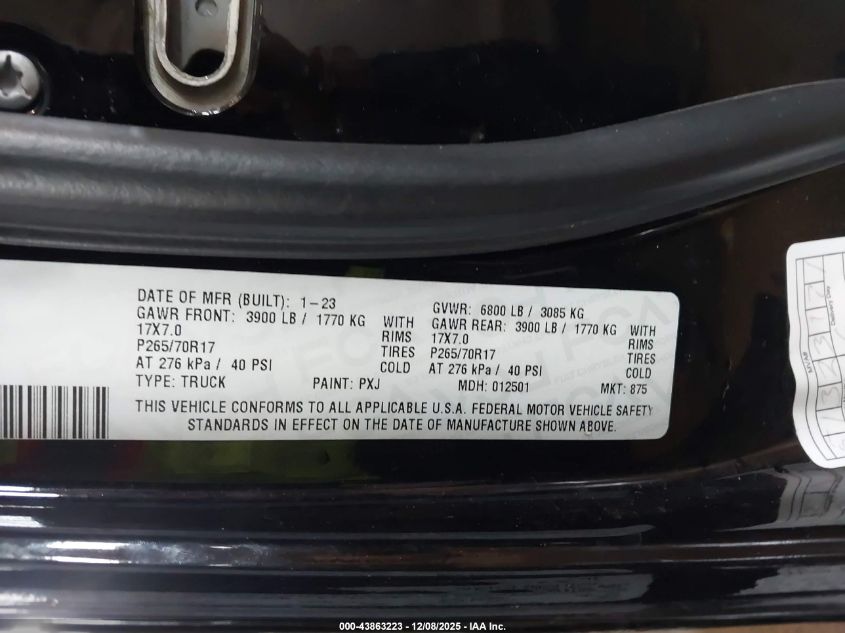 DATE OF MFR (BUILT): 1-23 GVWR: 6800 LB / 3085 KG
GAWR FRONT: 3900 LB / 1770 KG WITH GAWR REAR: 3900 LB / 1770 KG WITH
17X7.0 RIMS 17X7.0 RIMS
P265/70R17 TIRES P265/70R17 TIRES
AT 276 kPa / 40 PSI COLD AT 276 kPa / 40 PSI COLD
TYPE: TRUCK PAINT: PXJ MDH: 012501 MKT: 875
THIS VEHICLE CONFORMS TO ALL APPLICABLE U.S.A. FEDERAL MOTOR VEHICLE SAFETY
STANDARDS IN EFFECT ON THE DATE OF MANUFACTURE SHOWN ABOVE.
Delivery Day
000-43863223 - 12/08/2025 - IAA Inc.